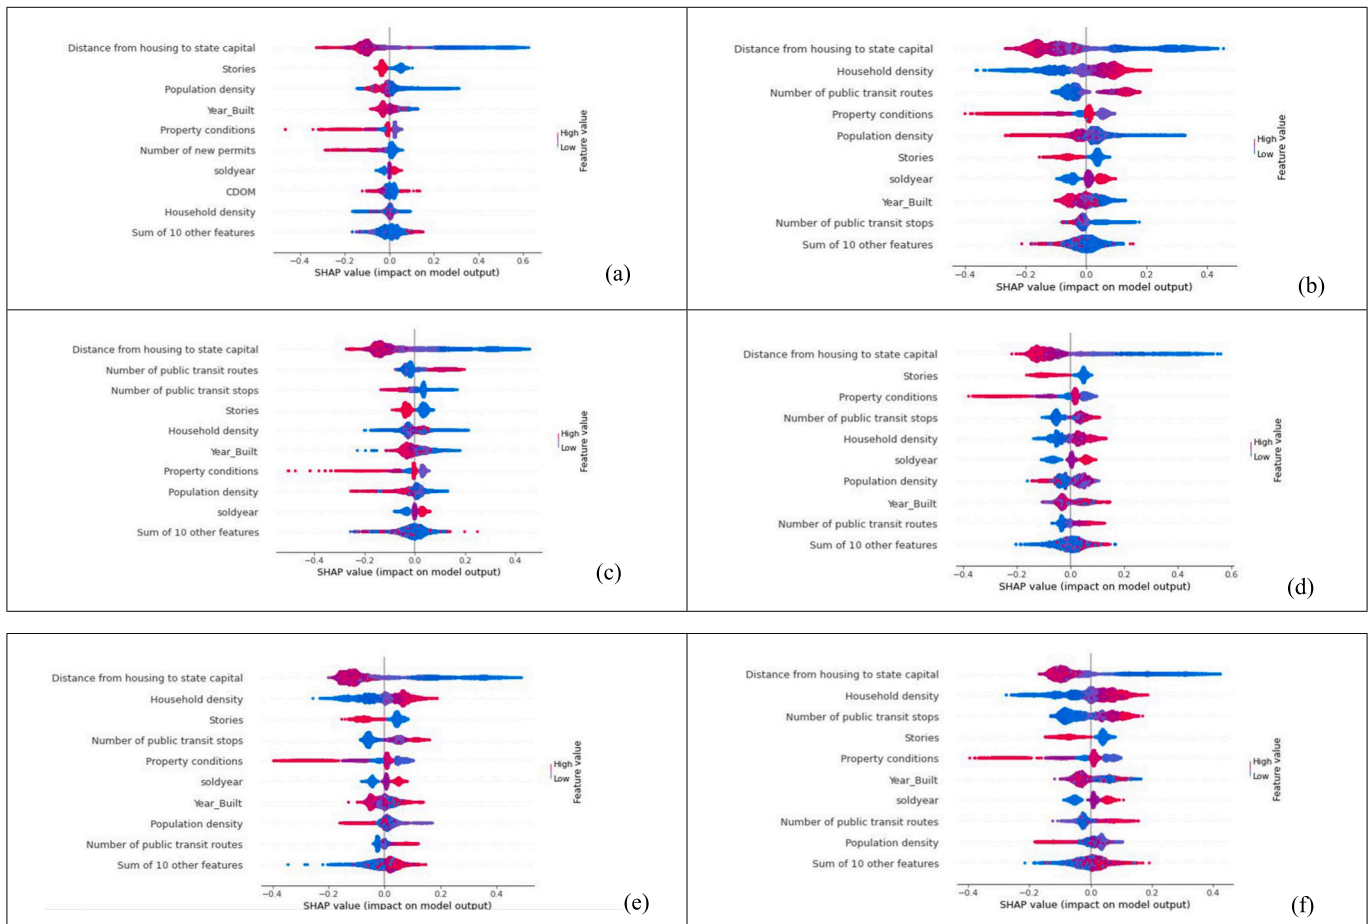 Distance from housing to state capital
Stories
Population density
Year_Built
Property conditions
Number of new permits
soldyear
CDOM
Household density
Sum of 10 other features
−0.4 −0.2 0.0 0.2 0.4 0.6
SHAP value (impact on model output)
High
Low
Feature value
(a)
Distance from housing to state capital
Household density
Number of public transit routes
Property conditions
Population density
Stories
soldyear
Year_Built
Number of public transit stops
Sum of 10 other features
−0.4 −0.2 0.0 0.2 0.4
SHAP value (impact on model output)
High
Low
Feature value
(b)
Distance from housing to state capital
Number of public transit routes
Number of public transit stops
Stories
Household density
Year_Built
Property conditions
Population density
soldyear
Sum of 10 other features
−0.4 −0.2 0.0 0.2 0.4
SHAP value (impact on model output)
High
Low
Feature value
(c)
Distance from housing to state capital
Stories
Property conditions
Number of public transit stops
Household density
soldyear
Population density
Year_Built
Number of public transit routes
Sum of 10 other features
−0.4 −0.2 0.0 0.2 0.4 0.6
SHAP value (impact on model output)
High
Low
Feature value
(d)
Distance from housing to state capital
Household density
Stories
Number of public transit stops
Property conditions
soldyear
Year_Built
Population density
Number of public transit routes
Sum of 10 other features
−0.4 −0.2 0.0 0.2 0.4
SHAP value (impact on model output)
High
Low
Feature value
(e)
Distance from housing to state capital
Household density
Number of public transit stops
Stories
Property conditions
Year_Built
soldyear
Number of public transit routes
Population density
Sum of 10 other features
−0.4 −0.2 0.0 0.2 0.4
SHAP value (impact on model output)
High
Low
Feature value
(f)